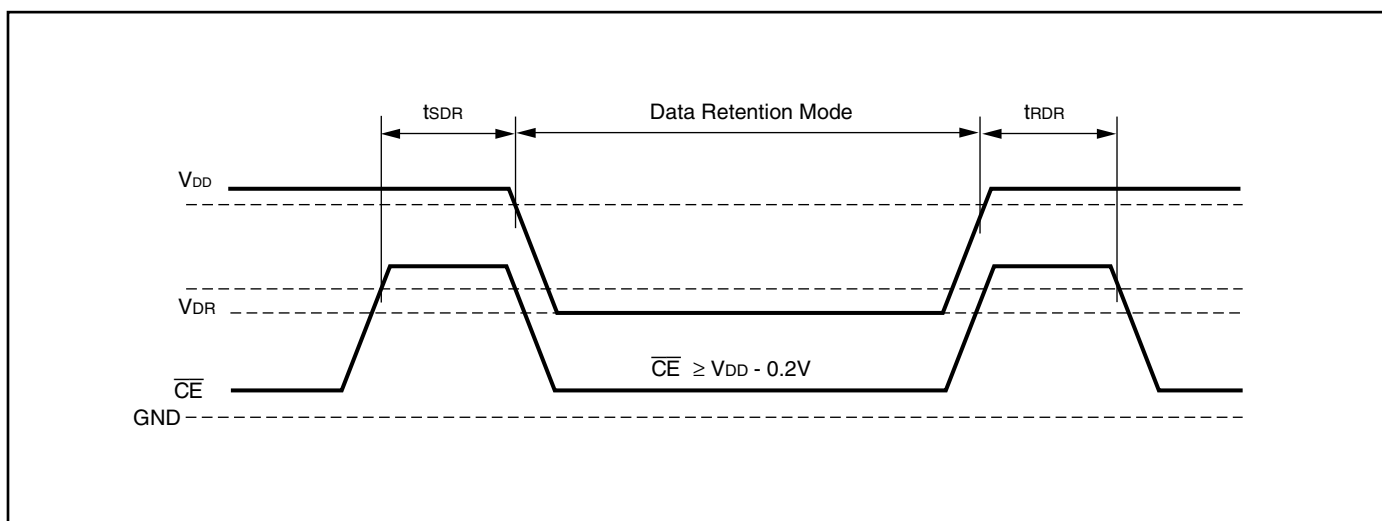 tSDR Data Retention Mode tRDR
VDD
VDR
CE ≥ VDD - 0.2V
CE
GND